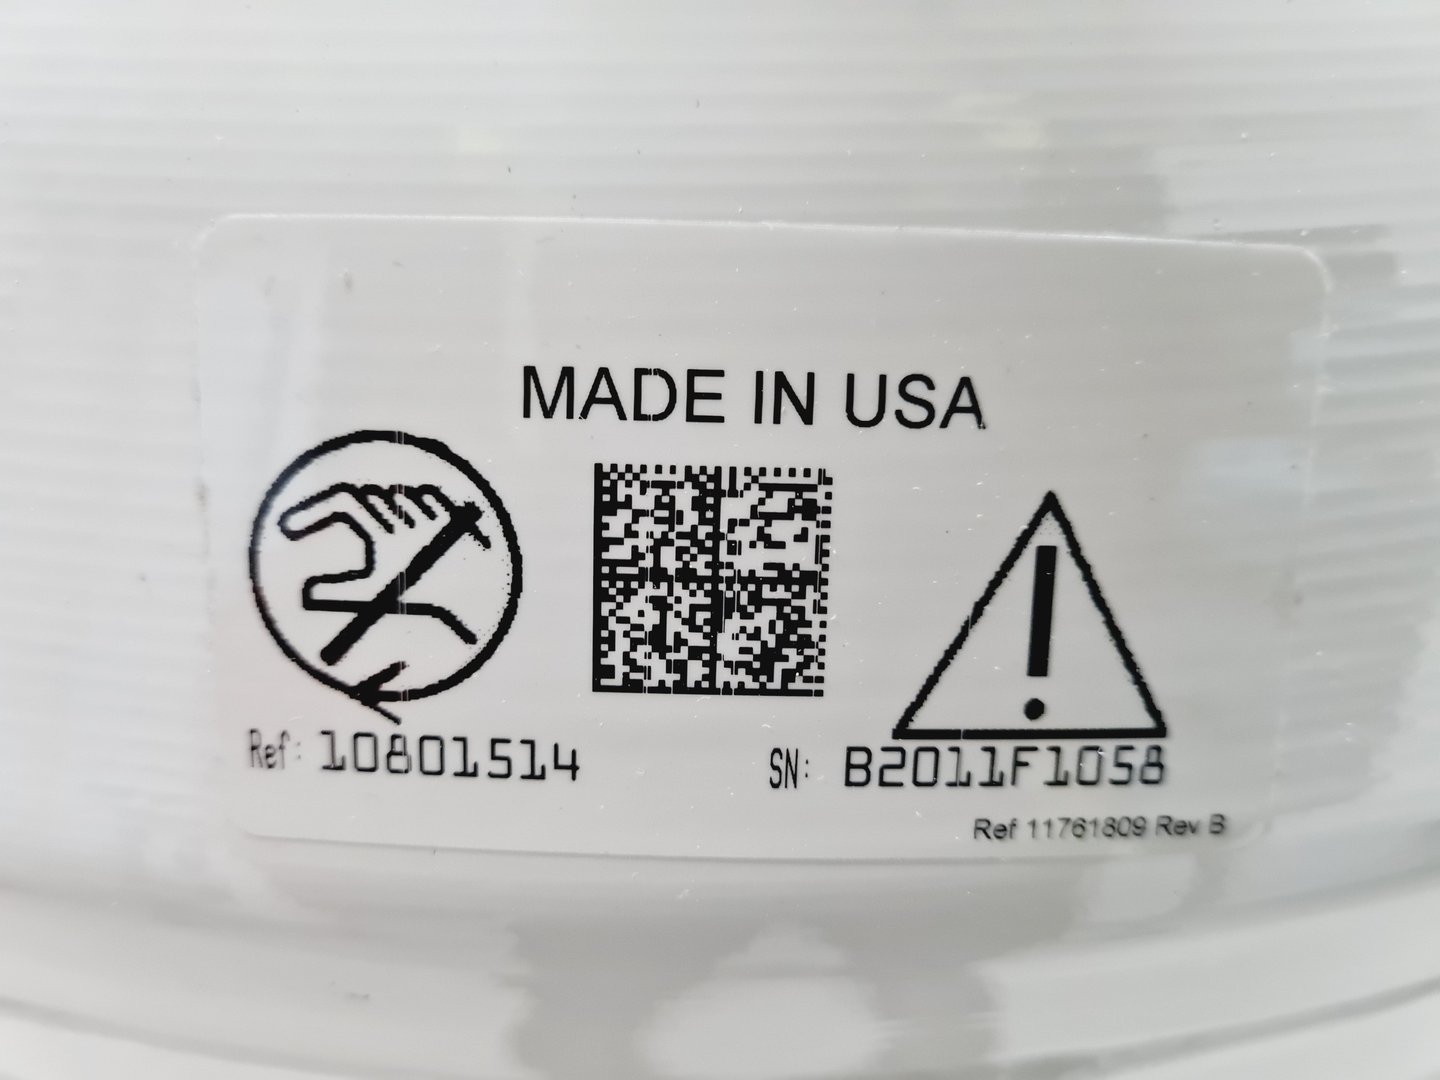 MADE IN USA
Ref: 10801514
SN: B2011F1058
Ref 11761809 Rev B